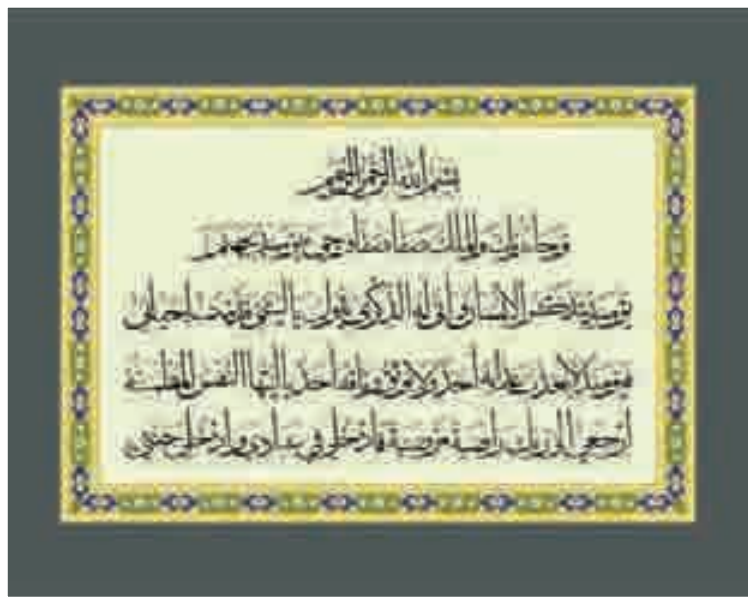 بسم الله الرحمن الرحيم
وجاء ربك والملك صفا صفا وجيء يومئذ بجهنم
يومئذ يتذكر الإنسان وأنى له الذكرى يقول يا ليتني قدمت لحياتي
فيومئذ لا يعذب عذابه أحد ولا يوثق وثاقه أحد يا أيتها النفس المطمئنة
ارجعي إلى ربك راضية مرضية فادخلي في عبادي وادخلي جنتي